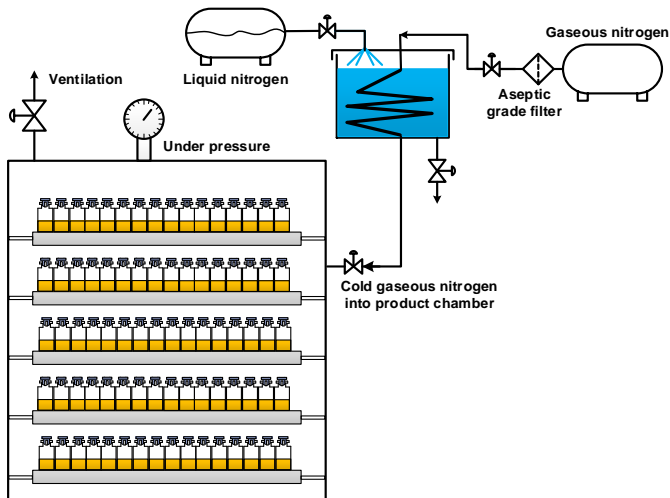 Gaseous nitrogen
Liquid nitrogen
Ventilation
Aseptic
grade filter
Under pressure
Cold gaseous nitrogen
into product chamber